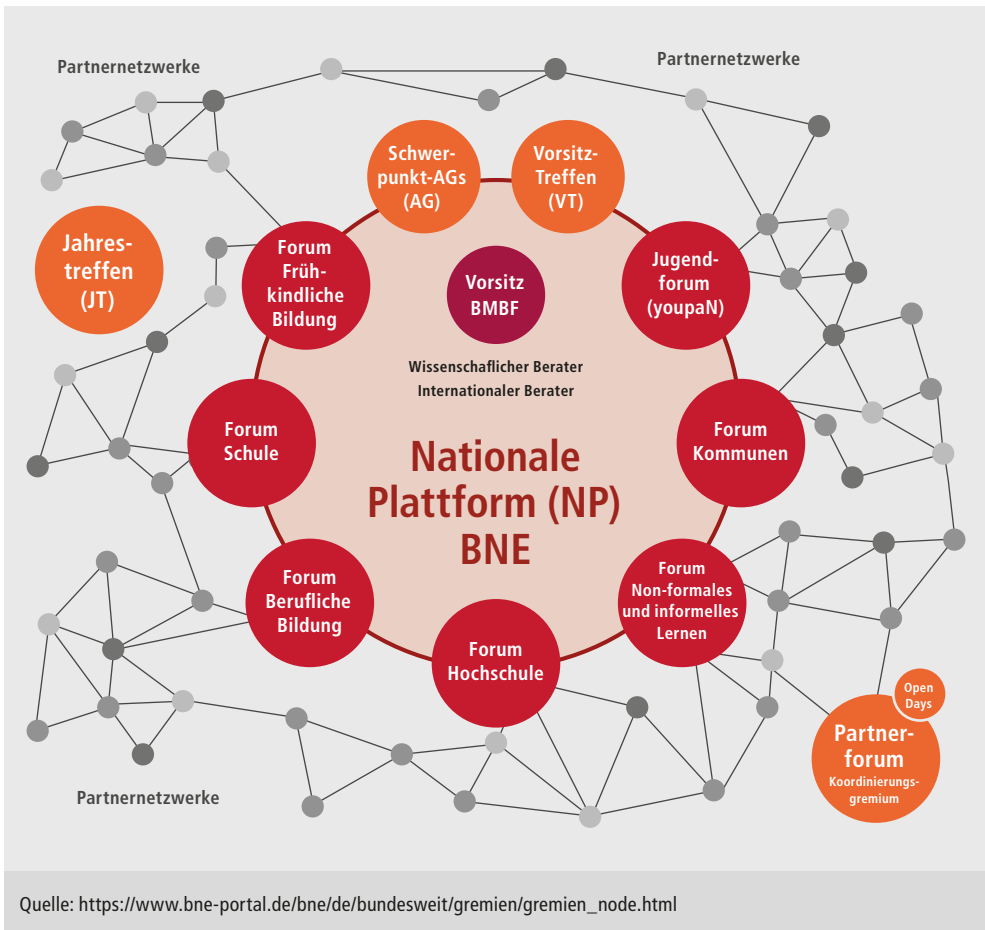 Partnernetzwerke
Partnernetzwerke
Schwer-
punkt-AGs
(AG)
Vorsitz-
Treffen
(VT)
Jahres-
treffen
(JT)
Forum
Früh-
kindliche
Bildung
Vorsitz
BMBF
Jugend-
forum
(youpaN)
Wissenschaflicher Berater
Internationaler Berater
Forum
Schule
Forum
Kommunen
Nationale
Plattform (NP)
BNE
Forum
Berufliche
Bildung
Forum
Non-formales
und informelles
Lernen
Forum
Hochschule
Open
Days
Partner-
forum
Koordinierungs-
gremium
Partnernetzwerke
Quelle: https://www.bne-portal.de/bne/de/bundesweit/gremien/gremien_node.html